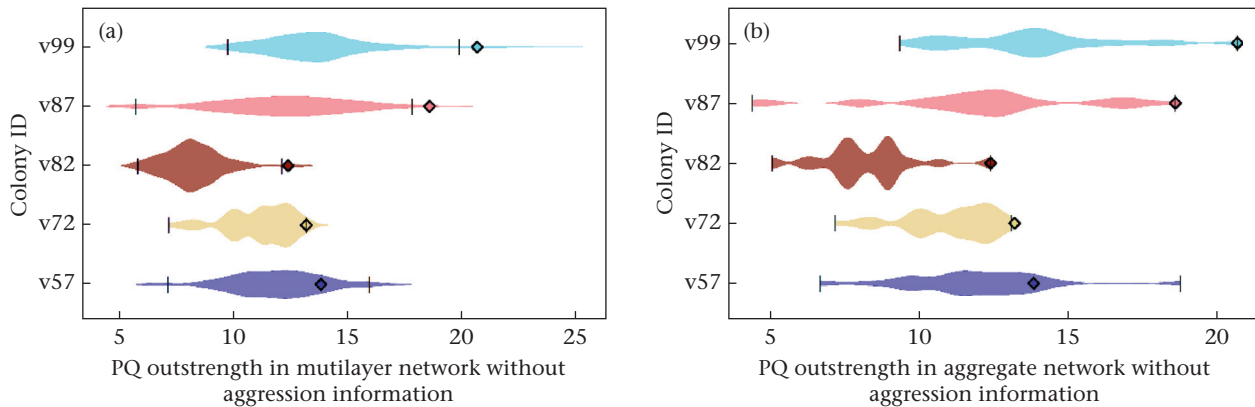 (a)
Colony ID
v99
v87
v82
v72
v57
5 10 15 20 25
PQ outstrength in mutilayer network without
aggression information
(b)
Colony ID
v99
v87
v82
v72
v57
5 10 15 20
PQ outstrength in aggregate network without
aggression information